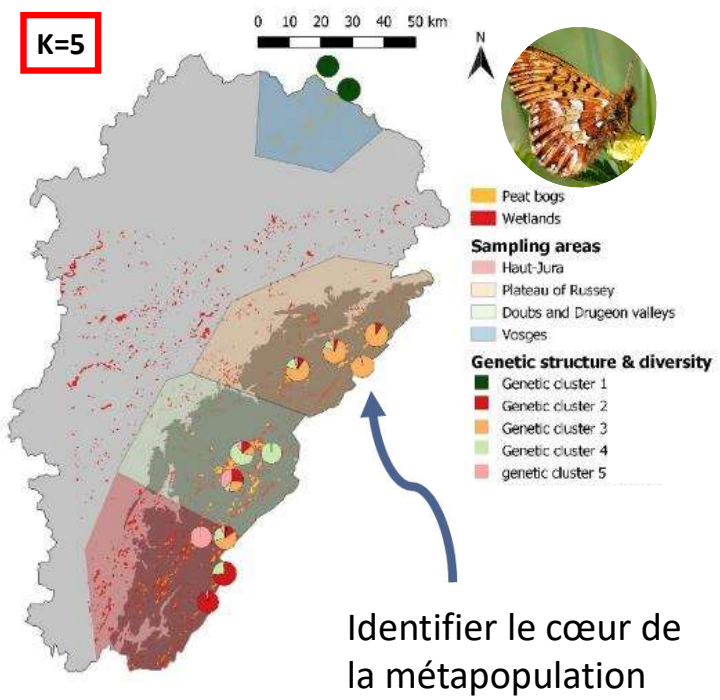 K=5
0 10 20 30 40 50 km
N
Peat bogs
Wetlands
Sampling areas
Haut-Jura
Plateau of Russey
Doubs and Drugeon valleys
Vosges
Genetic structure & diversity
Genetic cluster 1
Genetic cluster 2
Genetic cluster 3
Genetic cluster 4
genetic cluster 5
Identifier le cœur de
la métapopulation